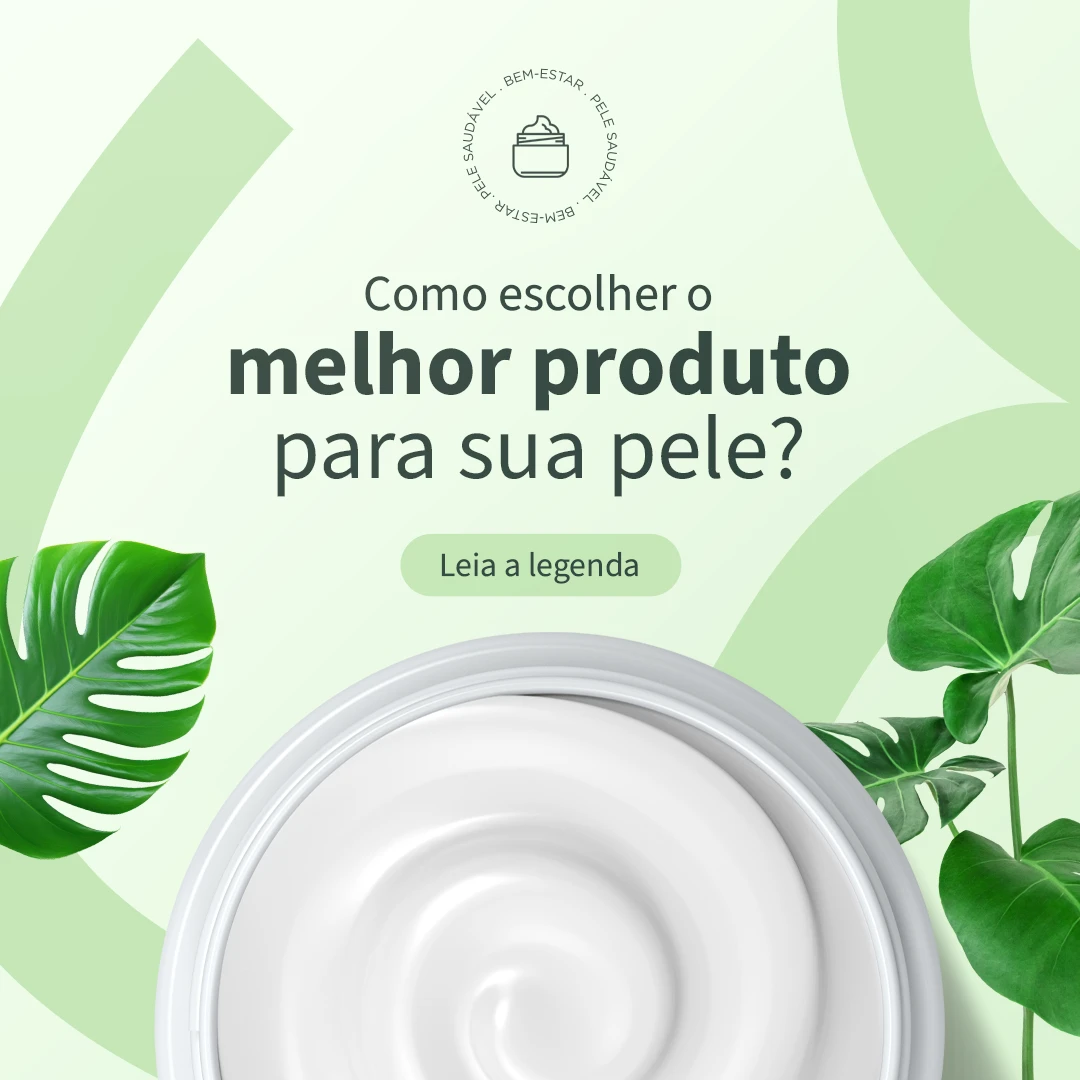 BEM-ESTAR . PELE SAUDÁVEL . BEM-ESTAR . PELE SAUDÁVEL .
Como escolher o
melhor produto
para sua pele?
Leia a legenda